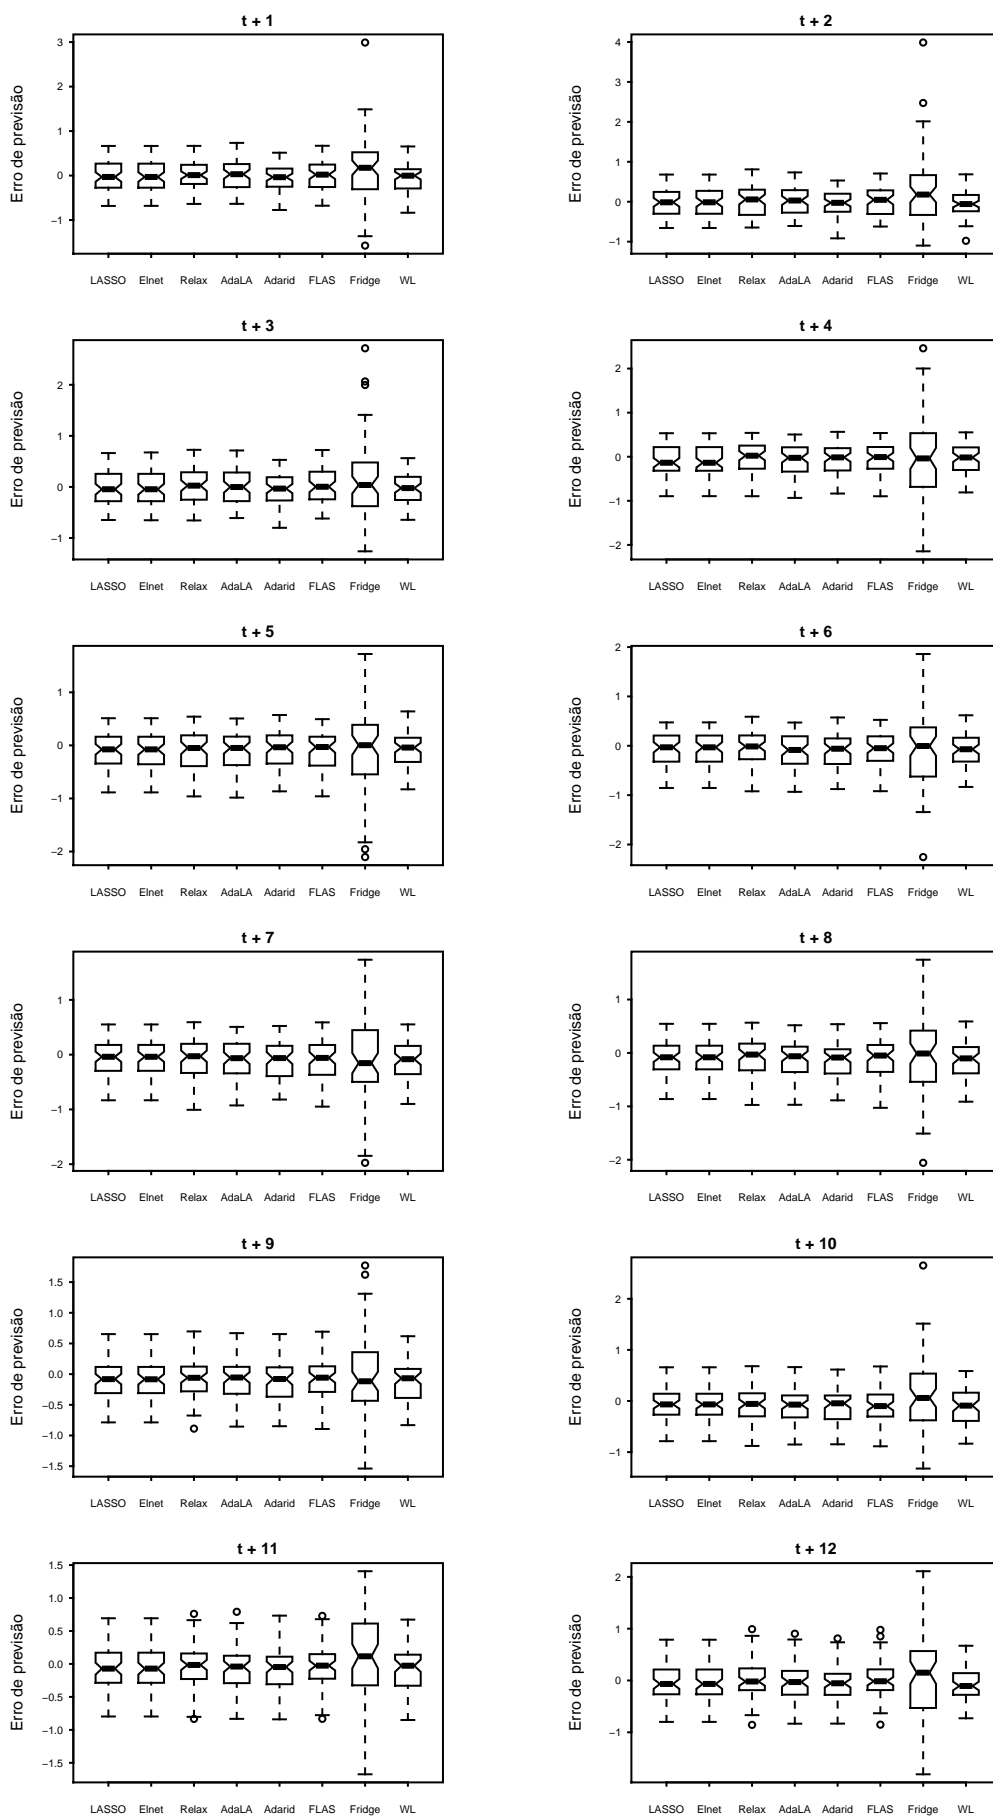 t + 1
Erro de previsão
3
2
1
0
−1
LASSO Elnet Relax AdaLA Adarid FLAS Fridge WL
t + 2
Erro de previsão
4
3
2
1
0
−1
LASSO Elnet Relax AdaLA Adarid FLAS Fridge WL
t + 3
Erro de previsão
2
1
0
−1
LASSO Elnet Relax AdaLA Adarid FLAS Fridge WL
t + 4
Erro de previsão
2
1
0
−1
−2
LASSO Elnet Relax AdaLA Adarid FLAS Fridge WL
t + 5
Erro de previsão
1
0
−1
−2
LASSO Elnet Relax AdaLA Adarid FLAS Fridge WL
t + 6
Erro de previsão
2
1
0
−1
−2
LASSO Elnet Relax AdaLA Adarid FLAS Fridge WL
t + 7
Erro de previsão
1
0
−1
−2
LASSO Elnet Relax AdaLA Adarid FLAS Fridge WL
t + 8
Erro de previsão
1
0
−1
−2
LASSO Elnet Relax AdaLA Adarid FLAS Fridge WL
t + 9
Erro de previsão
1.5
1.0
0.5
0.0
−0.5
−1.0
−1.5
LASSO Elnet Relax AdaLA Adarid FLAS Fridge WL
t + 10
Erro de previsão
2
1
0
−1
LASSO Elnet Relax AdaLA Adarid FLAS Fridge WL
t + 11
Erro de previsão
1.5
1.0
0.5
0.0
−0.5
−1.0
−1.5
LASSO Elnet Relax AdaLA Adarid FLAS Fridge WL
t + 12
Erro de previsão
2
1
0
−1
LASSO Elnet Relax AdaLA Adarid FLAS Fridge WL